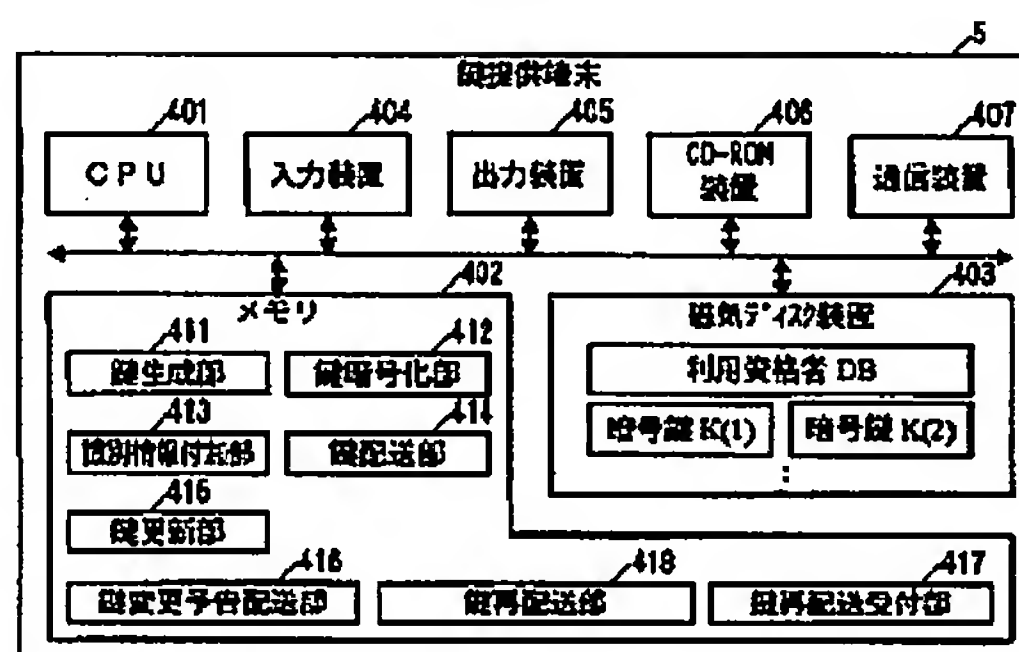 5
鍵提供端末
401
404
405
406
407
CPU
入力装置
出力装置
CD-ROM
装置
通信装置
402
403
メモリ
磁気ディスク装置
411
412
鍵生成部
鍵暗号化部
利用資格者 DB
413
414
識別情報付転部
鍵配送部
暗号鍵 K(1)
暗号鍵 K(2)
415
鍵更新部
416
418
417
鍵変更予告配送部
鍵再配送部
鍵再配送受付部